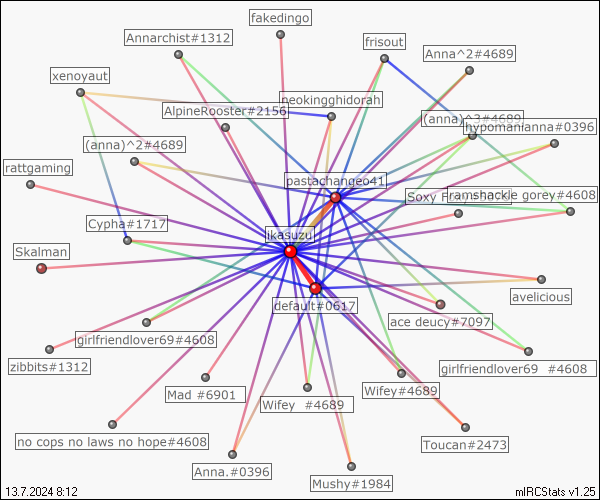 fakedingo
Annarchist#1312
frisout
Anna^2#4689
xenoyaut
neokingghidorah
AlpineRooster#2156
(anna)^3#4689
hypomanianna#0396
(anna)^2#4689
rattgaming
pastachangeo41
Soxy
ramshackle gorey#4608
Cypha#1717
likasuzu
Skalman
avelicious
default#0617
ace deucy#7097
girlfriendlover69#4608
zibbits#1312
girlfriendlover69 #4608
Mad #6901
Wifey #4689
Wifey#4689
no cops no laws no hope#4608
Toucan#2473
Anna.#0396
Mushy#1984
13.7.2024 8:12
mIRCStats v1.25